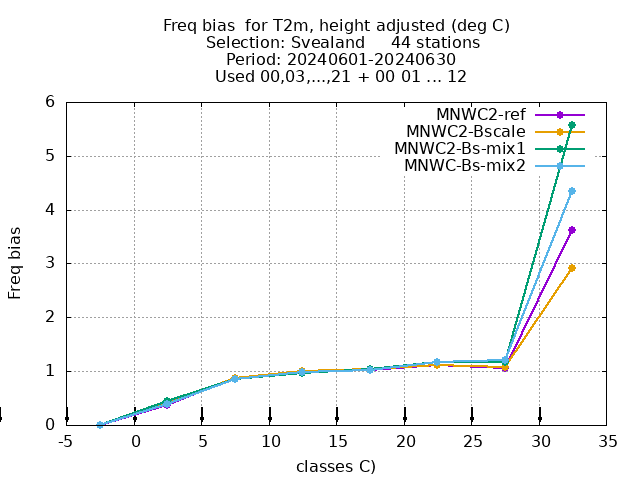 Freq bias  for T2m, height adjusted (deg C)
Selection: Svealand     44 stations
Period: 20240601-20240630
Used 00,03,...,21 + 00 01 ... 12
MNWC2-ref
MNWC2-Bscale
MNWC2-Bs-mix1
MNWC-Bs-mix2
Freq bias
6
5
4
3
2
1
0
-5 0 5 10 15 20 25 30 35
classes C)